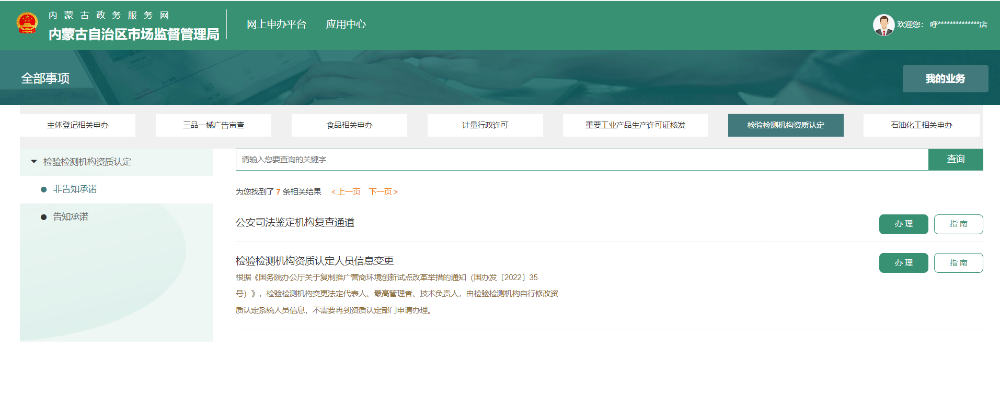 内蒙古政务服务网
内蒙古自治区市场监督管理局
网上申办平台 应用中心
欢迎您： 呼**************店
全部事项
我的业务
主体登记相关申办 三品一械广告审查 食品相关申办 计量行政许可 重要工业产品生产许可证核发 检验检测机构资质认定 石油化工相关申办
检验检测机构资质认定
非告知承诺
告知承诺
请输入您要查询的关键字 查询
为您找到了 7 条相关结果 < 上一页 下一页 >
公安司法鉴定机构复查通道 办 理 指 南
检验检测机构资质认定人员信息变更 办 理 指 南
根据《国务院办公厅关于复制推广营商环境创新试点改革举措的通知（国办发〔2022〕35
号）》，检验检测机构变更法定代表人、最高管理者、技术负责人，由检验检测机构自行修改资
质认定系统人员信息，不需要再到资质认定部门申请办理。